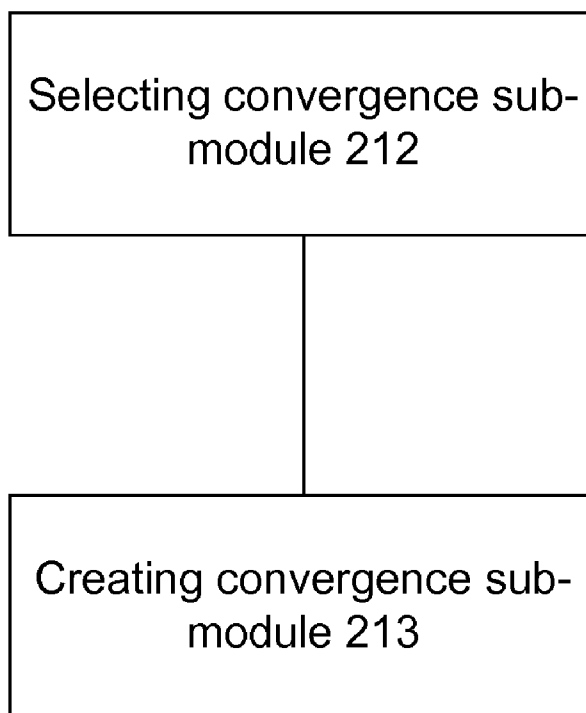 Selecting convergence sub-
module 212
Creating convergence sub-
module 213